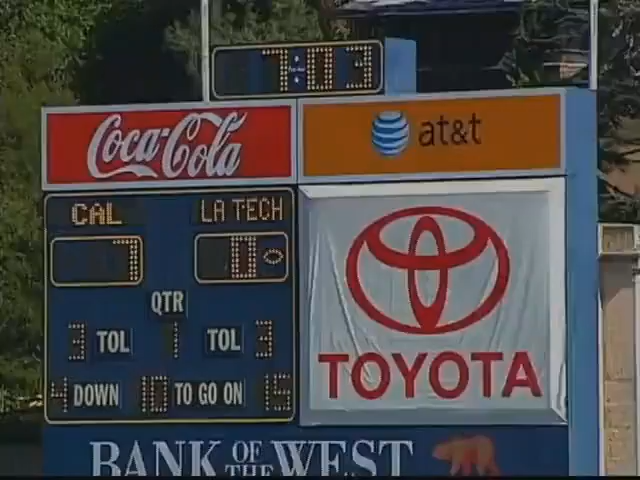 7:03
Coca-Cola
at&t
CAL LA TECH
7 0
QTR
3 TOL 1 TOL 3
4 DOWN 10 TO GO ON 15
TOYOTA
BANK OF THE WEST